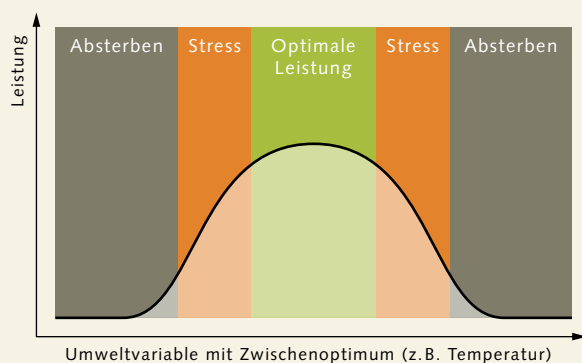 Leistung
Absterben
Stress
Optimale
Leistung
Stress
Absterben
Umweltvariable mit Zwischenoptimum (z.B. Temperatur)